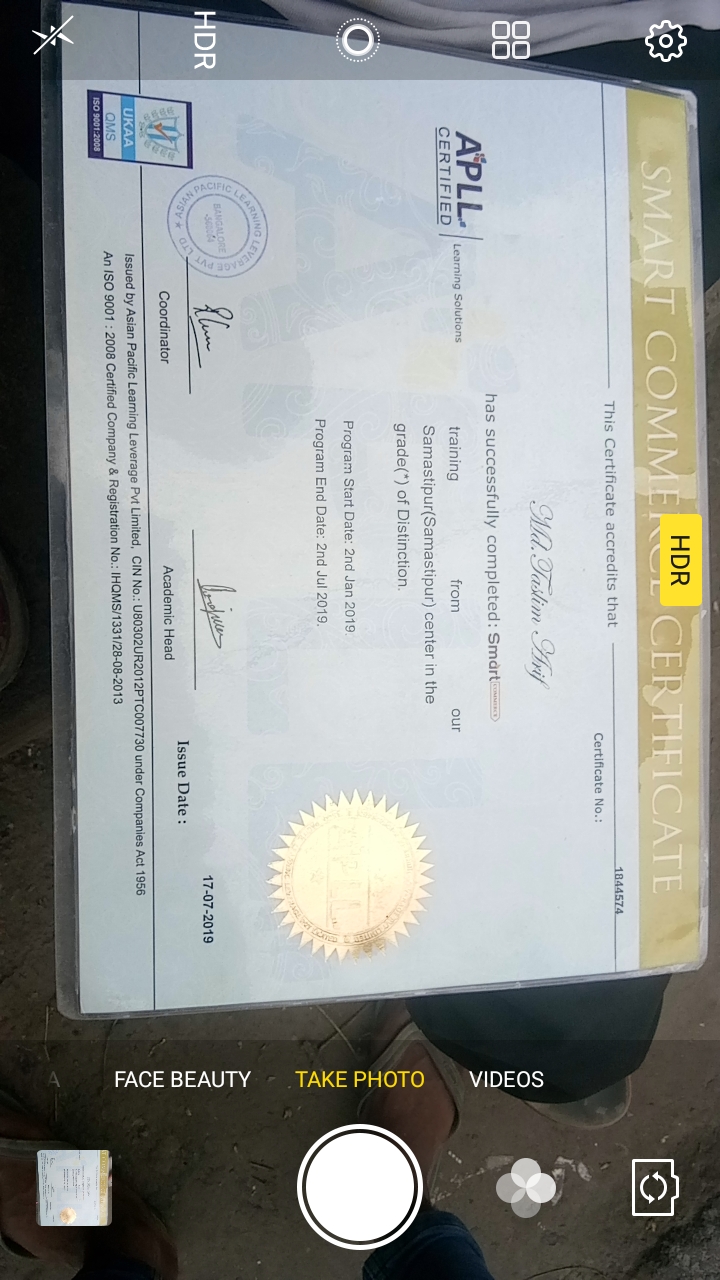 HDR
SMART COMMERCE CERTIFICATE
HDR
This Certificate accredits that
Certificate No.:
1844574
Md. Taslim Arif
APLL
CERTIFIED
Learning Solutions
has successfully completed: Smart COMMERCE
training from our
Samastipur(Samastipur) center in the
grade(*) of Distinction.
Program Start Date: 2nd Jan 2019
Program End Date: 2nd Jul 2019.
ASIAN PACIFIC LEARNING LEVERAGE PVT LTD
BANGALORE
Coordinator
Academic Head
Issue Date :
17-07-2019
UKAA
QMS
ISO 9001:2008
Issued by Asian Pacific Learning Leverage Pvt Limited, CIN No.: U80302UR2012PTC007730 under Companies Act 1956
An ISO 9001 : 2008 Certified Company & Registration No.: IHQMS/1331/28-08-2013
A
FACE BEAUTY
TAKE PHOTO
VIDEOS